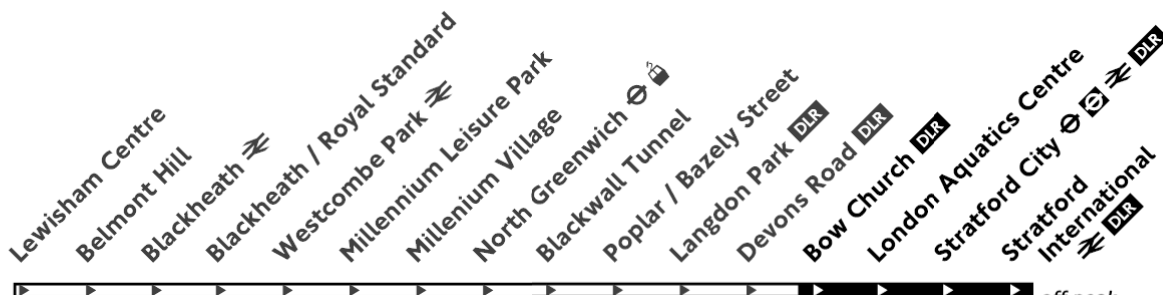 Lewisham Centre
Belmont Hill
Blackheath
Blackheath / Royal Standard
Westcombe Park
Millennium Leisure Park
Millenium Village
North Greenwich
Blackwall Tunnel
Poplar / Bazely Street
Langdon Park DLR
Devons Road DLR
Bow Church DLR
London Aquatics Centre
Stratford City DLR
Stratford
International
DLR
off-peak